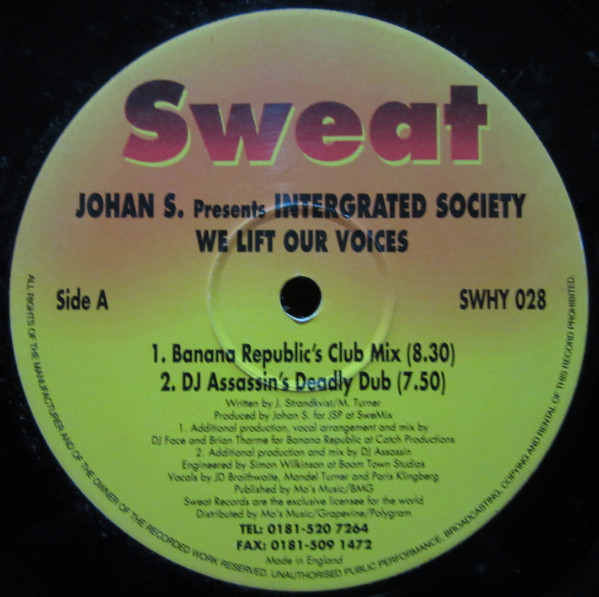 Sweat
JOHAN S. Presents INTERGRATED SOCIETY
WE LIFT OUR VOICES
Side A
SWHY 028
1. Banana Republic's Club Mix (8.30)
2. DJ Assassin's Deadly Dub (7.50)
Written by J. Strandkvist/M. Turner
Produced by Johan S. for JSP at SweMix
1. Additional production, vocal arrangement and mix by
DJ Face and Brian Tharme for Banana Republic at Catch Productions
2. Additional production and mix by DJ Assassin
Engineered by Simon Wilkinson at Boom Town Studios
Vocals by JD Braithwaite, Mandel Turner and Paris Klingberg
Published by Mo's Music/BMG
Sweat Records are the exclusive licensee for the world
Distributed by Mo's Music/Grapevine/Polygram
TEL: 0181-520 7264
FAX: 0181-509 1472
Made in England
ALL RIGHTS OF THE MANUFACTURER AND OF THE OWNER OF THE RECORDED WORK RESERVED. UNAUTHORISED PUBLIC PERFORMANCE, BROADCASTING, COPYING AND RENTAL OF THIS RECORD PROHIBITED.